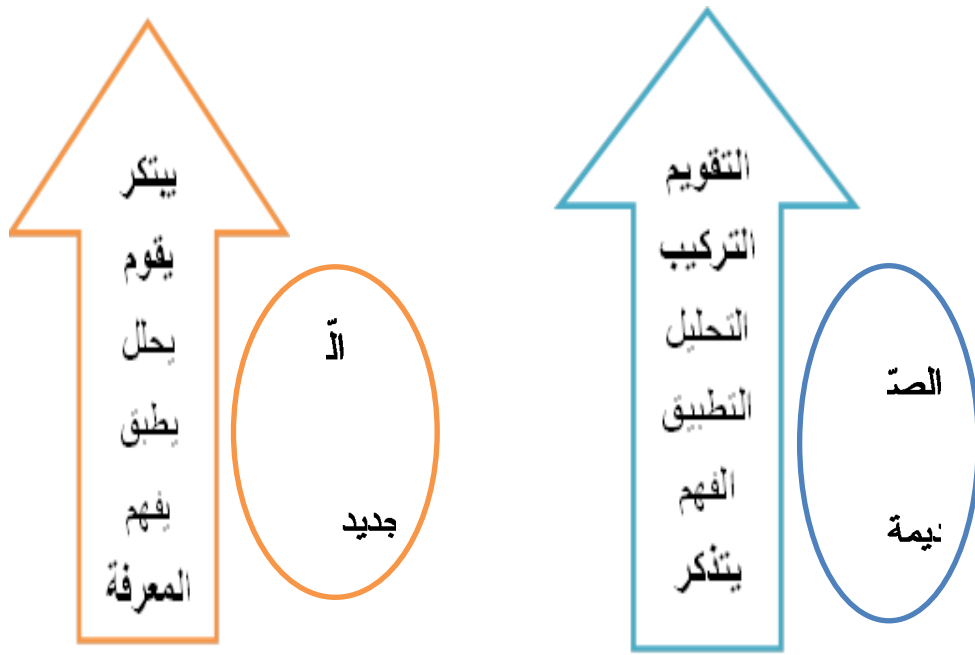 التقويم
التركيب
التحليل
التطبيق
الفهم
يتذكر
الصّ
ديمة
يبتكر
يقوم
يحلل
يطبق
يفهم
المعرفة
الّ
جديد